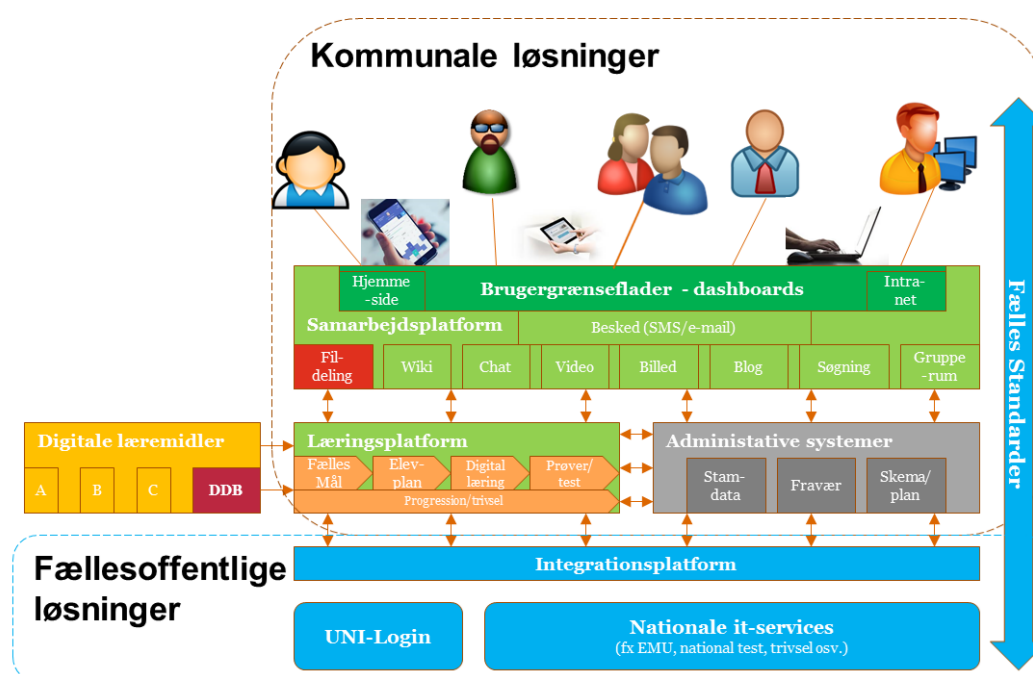 Kommunale løsninger
Hjemme
-side
Brugergrænseflader - dashboards
Intra-
net
Samarbejdsplatform
Besked (SMS/e-mail)
Fil-
deling
Wiki
Chat
Video
Billed
Blog
Søgning
Gruppe
-rum
Fælles Standarder
Digitale læremidler
A
B
C
DDB
Læringsplatform
Fælles
Mål
Elev-
plan
Digital
læring
Prøver/
test
Progression/trivsel
Administative systemer
Stam-
data
Fravær
Skema/
plan
Fællesoffentlige
løsninger
Integrationsplatform
UNI-Login
Nationale it-services
(fx EMU, national test, trivsel osv.)